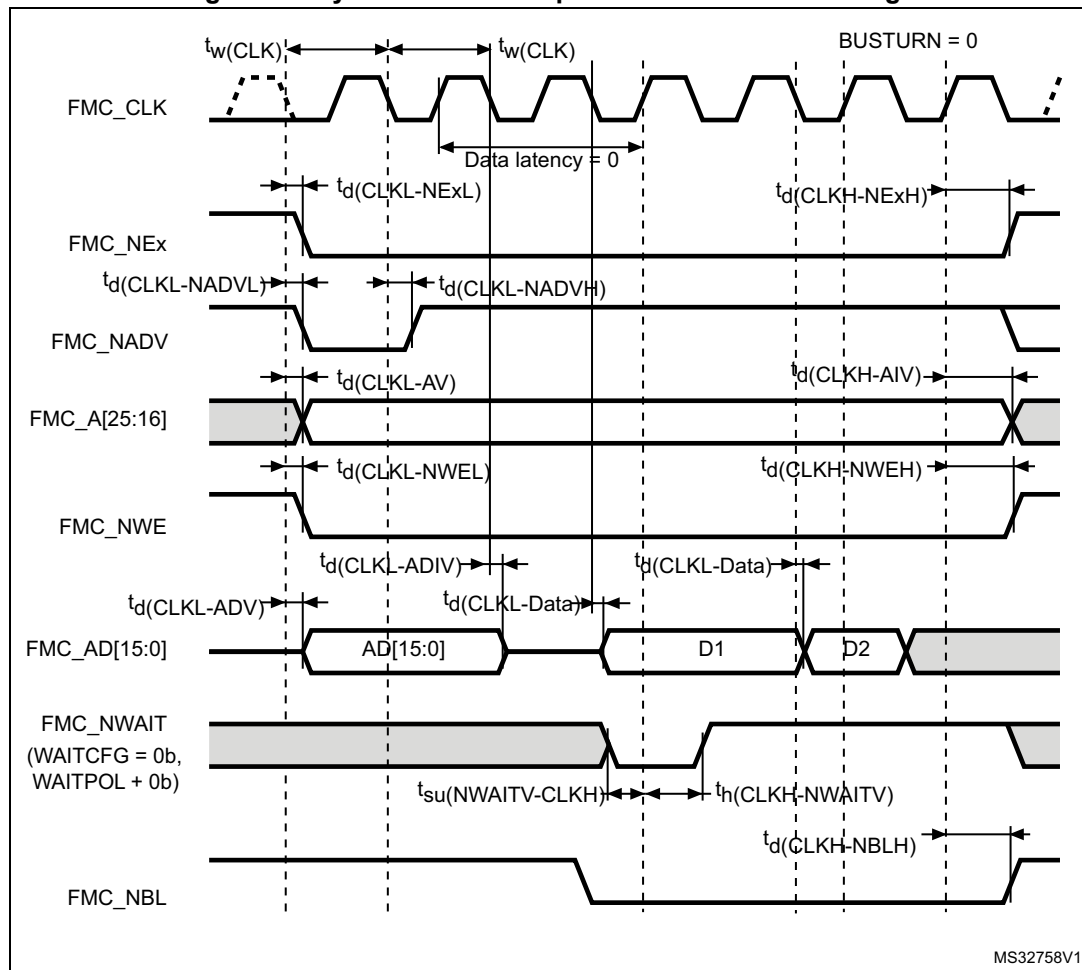 tw(CLK) tw(CLK) BUSTURN = 0
FMC_CLK
Data latency = 0
td(CLKL-NExL) td(CLKH-NExH)
FMC_NEx
td(CLKL-NADVL) td(CLKL-NADVH)
FMC_NADV
td(CLKL-AV) td(CLKH-AIV)
FMC_A[25:16]
td(CLKL-NWEL) td(CLKH-NWEH)
FMC_NWE
td(CLKL-ADIV) td(CLKL-Data)
td(CLKL-ADV) td(CLKL-Data)
FMC_AD[15:0] AD[15:0] D1 D2
FMC_NWAIT
(WAITCFG = 0b,
WAITPOL + 0b)
tsu(NWAITV-CLKH) th(CLKH-NWAITV)
td(CLKH-NBLH)
FMC_NBL
MS32758V1